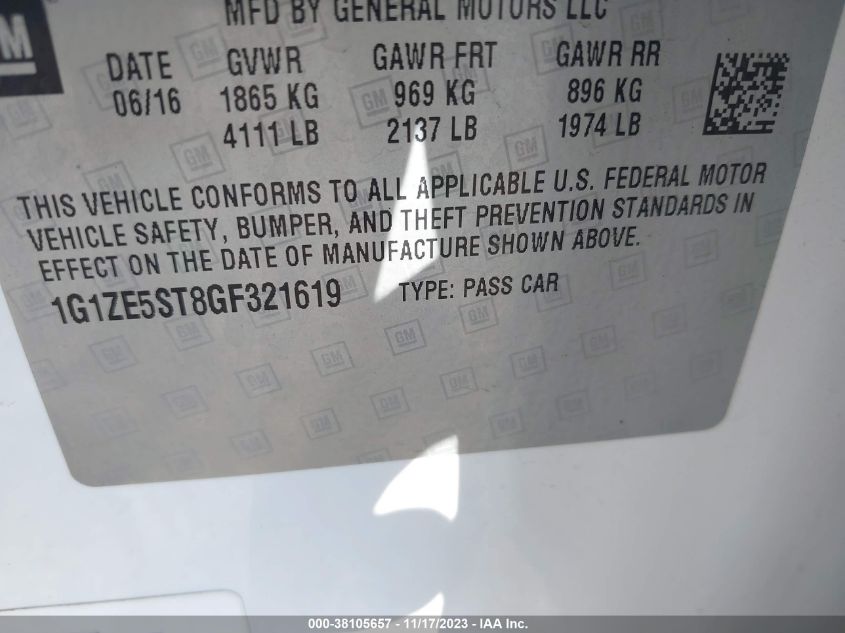 MFD BY GENERAL MOTORS LLC
GM
DATE GVWR GAWR FRT GAWR RR
06/16 1865 KG 969 KG 896 KG
4111 LB 2137 LB 1974 LB
THIS VEHICLE CONFORMS TO ALL APPLICABLE U.S. FEDERAL MOTOR
VEHICLE SAFETY, BUMPER, AND THEFT PREVENTION STANDARDS IN
EFFECT ON THE DATE OF MANUFACTURE SHOWN ABOVE.
1G1ZE5ST8GF321619 TYPE: PASS CAR
000-38105657 - 11/17/2023 - IAA Inc.